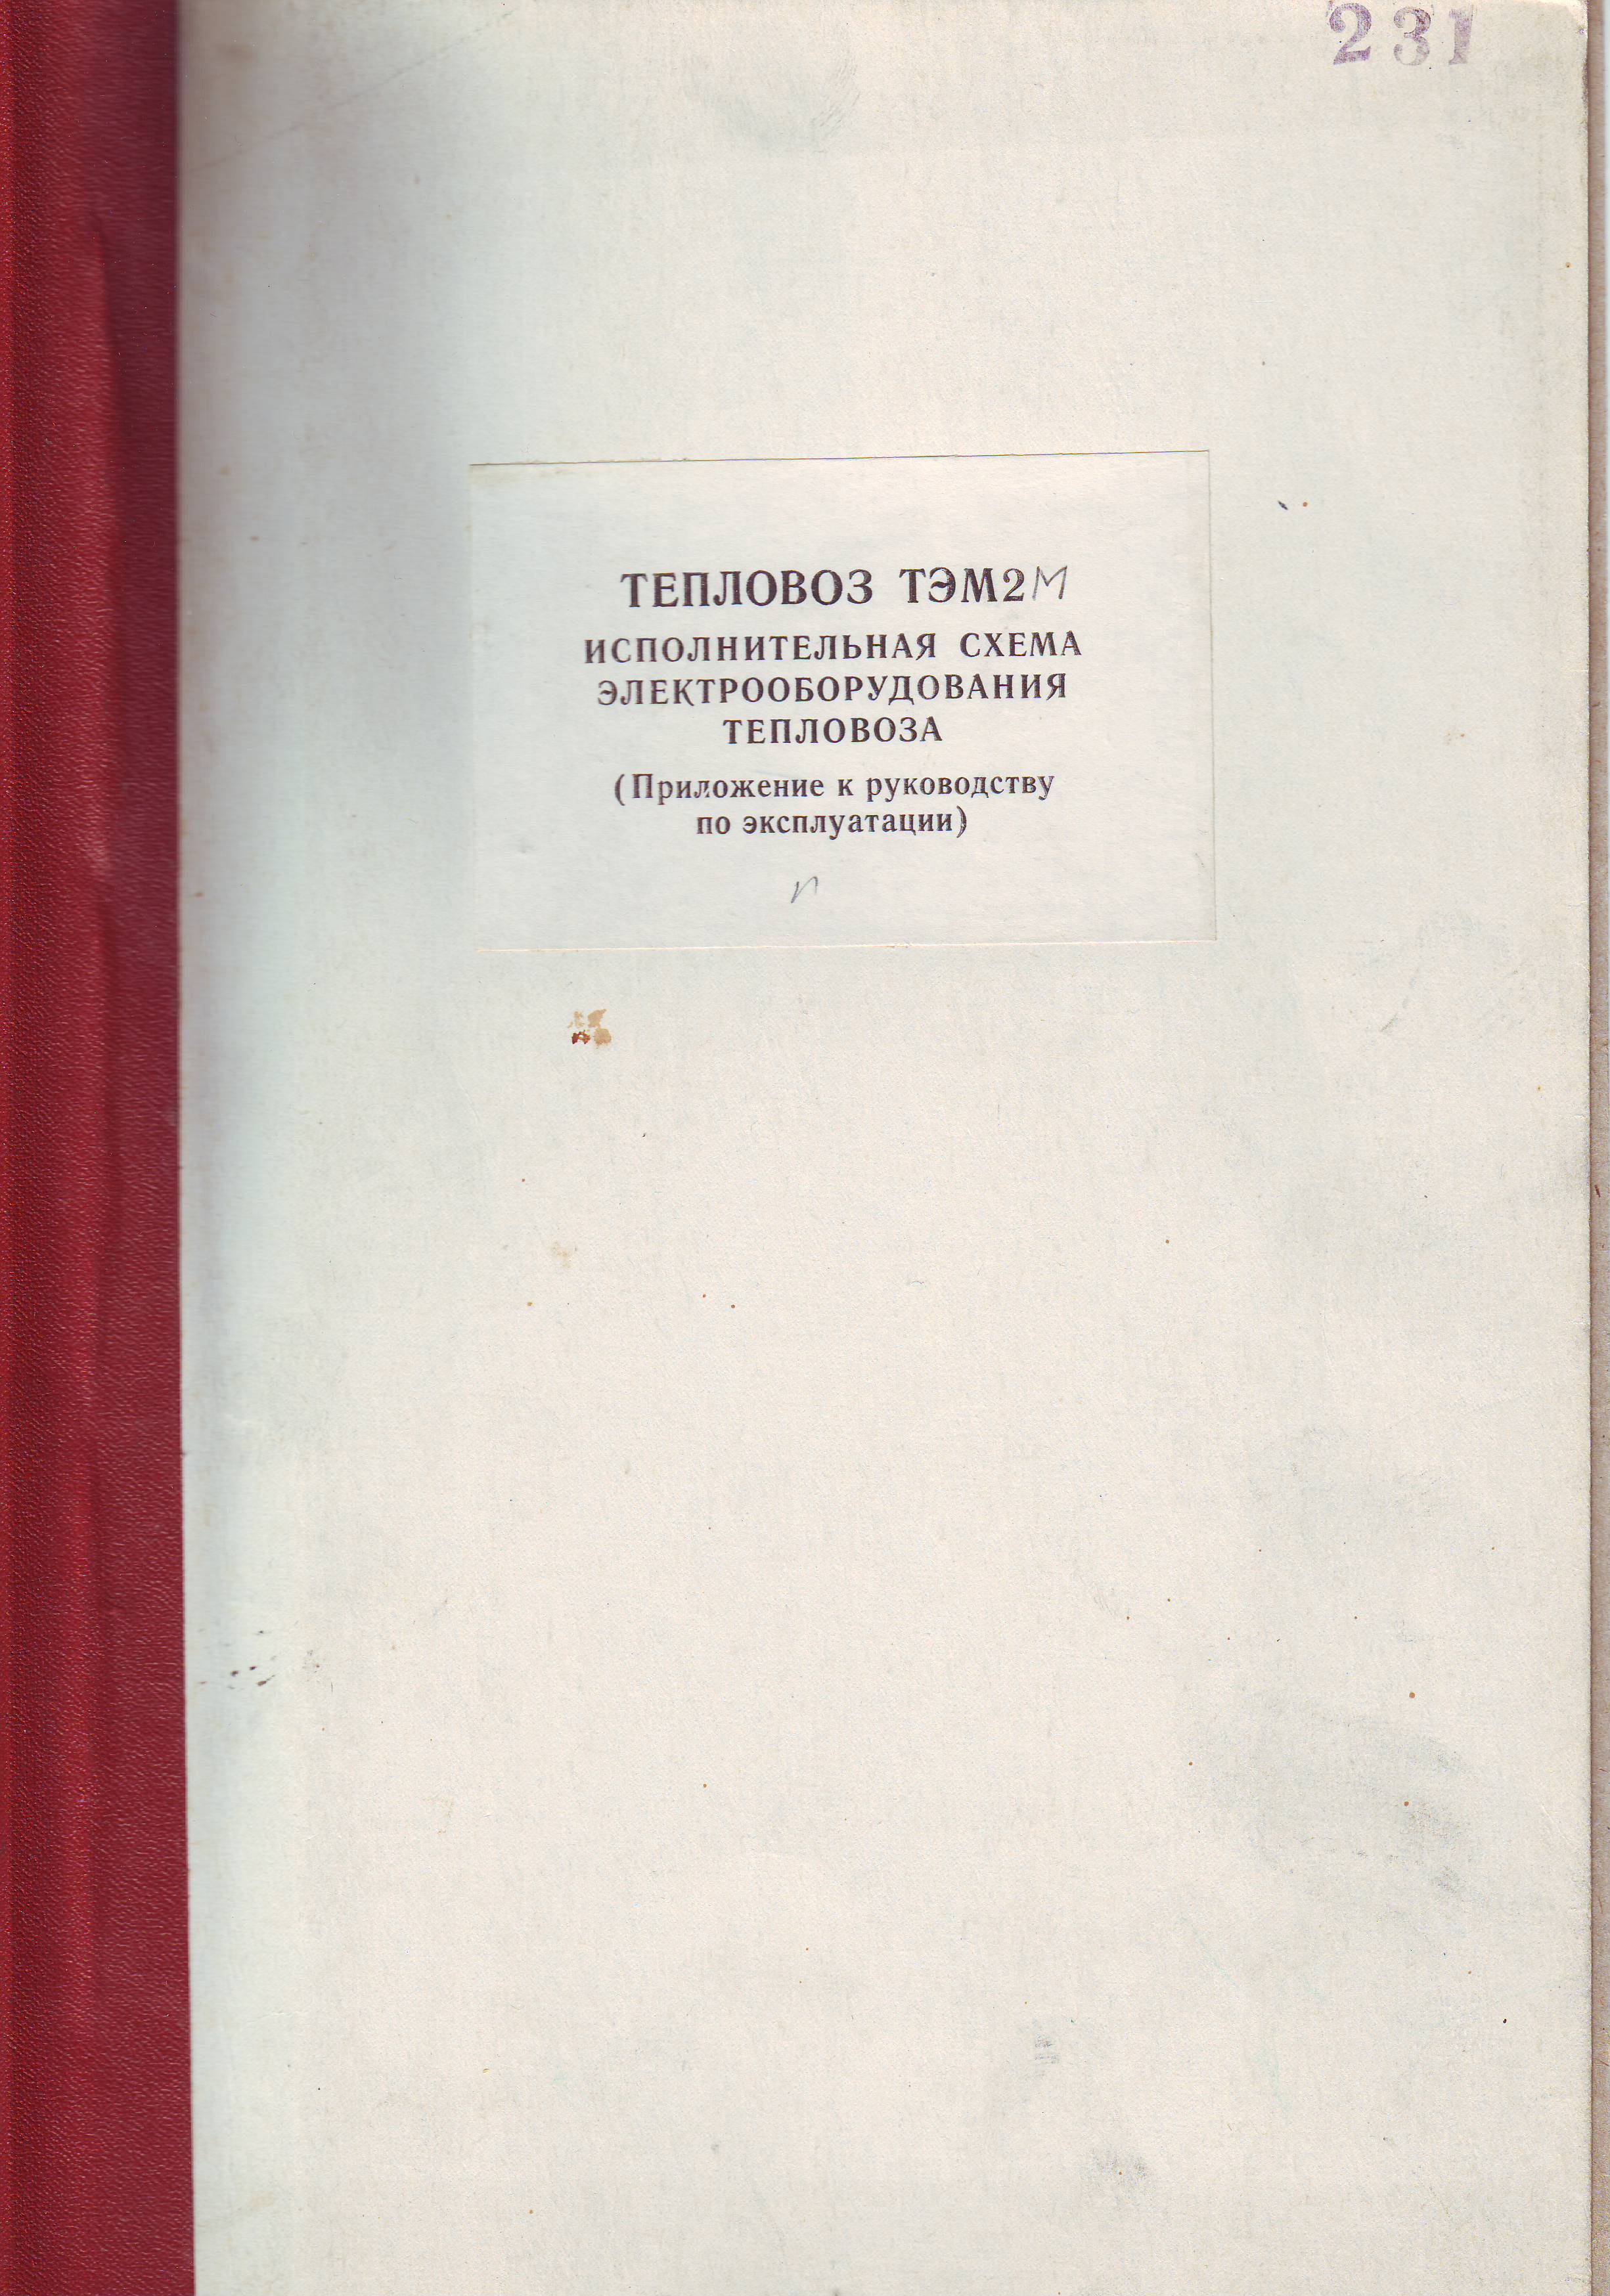 231
ТЕПЛОВОЗ ТЭМ2М
ИСПОЛНИТЕЛЬНАЯ СХЕМА
ЭЛЕКТРООБОРУДОВАНИЯ
ТЕПЛОВОЗА
(Приложение к руководству
по эксплуатации)